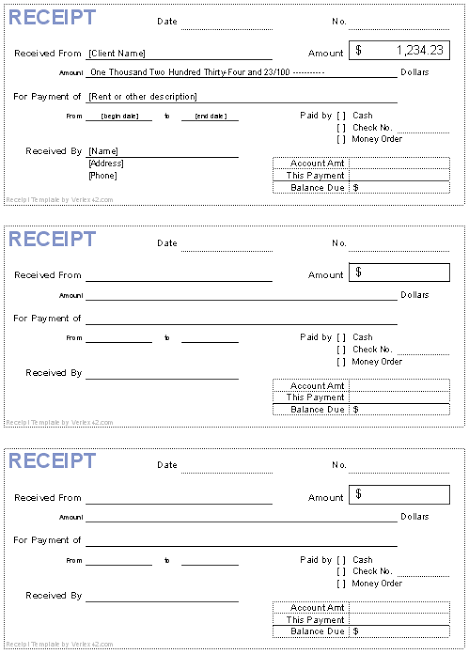 RECEIPT Date No.
Received From [Client Name] Amount $ 1,234.23
Amount One Thousand Two Hundred Thirty-Four and 23/100 ----------- Dollars
For Payment of [Rent or other description]
From [begin date] to [end date] Paid by [ ] Cash
[ ] Check No.
[ ] Money Order
Received By [Name]
[Address] Account Amt
[Phone] This Payment
Balance Due $
Receipt Template by Vertex42.com
RECEIPT Date No.
Received From Amount $
Amount Dollars
For Payment of
From to Paid by [ ] Cash
[ ] Check No.
[ ] Money Order
Received By
Account Amt
This Payment
Balance Due $
Receipt Template by Vertex42.com
RECEIPT Date No.
Received From Amount $
Amount Dollars
For Payment of
From to Paid by [ ] Cash
[ ] Check No.
[ ] Money Order
Received By
Account Amt
This Payment
Balance Due $
Receipt Template by Vertex42.com